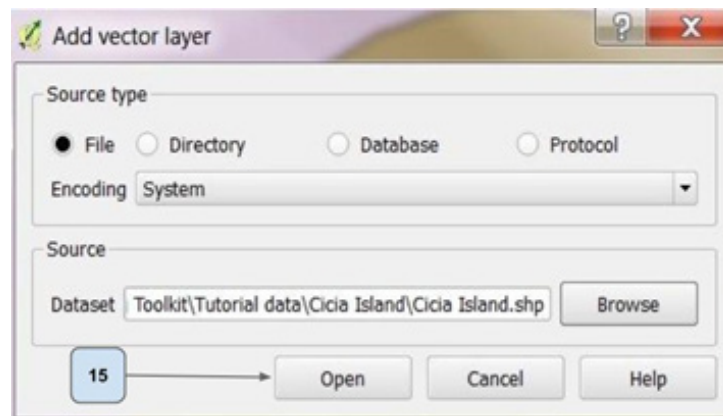 Add vector layer
Source type
File Directory Database Protocol
Encoding System
Source
Dataset Toolkit\Tutorial data\Cicia Island\Cicia Island.shp Browse
15 Open Cancel Help